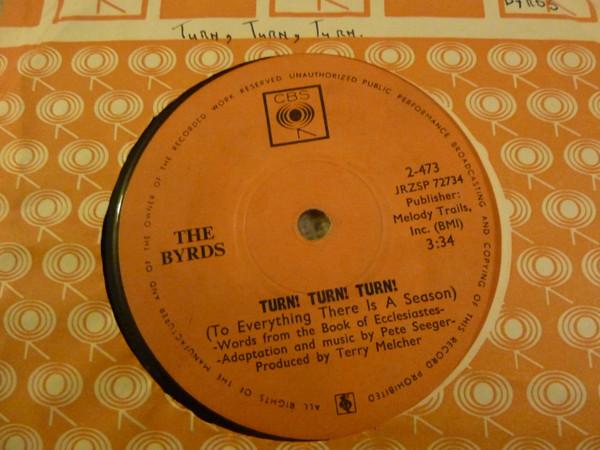 Byrds
Turn, Turn, Turn.
ALL RIGHTS OF THE MANUFACTURER AND OF THE OWNER OF THE RECORDED WORK RESERVED UNAUTHORIZED PUBLIC PERFORMANCE BROADCASTING AND COPYING OF THIS RECORD PROHIBITED
CBS
2-473
JRZSP 72734
Publisher:
Melody Trails,
Inc. (BMI)
3:34
THE
BYRDS
TURN! TURN! TURN!
(To Everything There Is A Season)
-Words from the Book of Ecclesiastes-
-Adaptation and music by Pete Seeger-
Produced by Terry Melcher